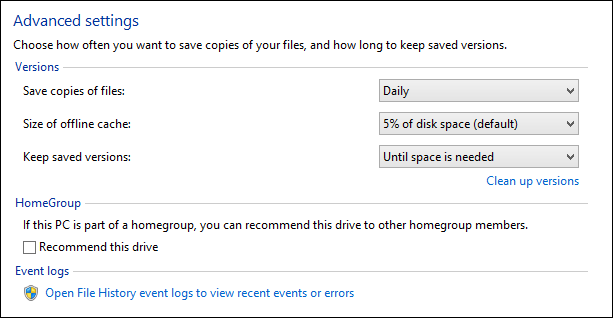 Advanced settings
Choose how often you want to save copies of your files, and how long to keep saved versions.
Versions
Save copies of files: Daily
Size of offline cache: 5% of disk space (default)
Keep saved versions: Until space is needed
Clean up versions
HomeGroup
If this PC is part of a homegroup, you can recommend this drive to other homegroup members.
Recommend this drive
Event logs
Open File History event logs to view recent events or errors